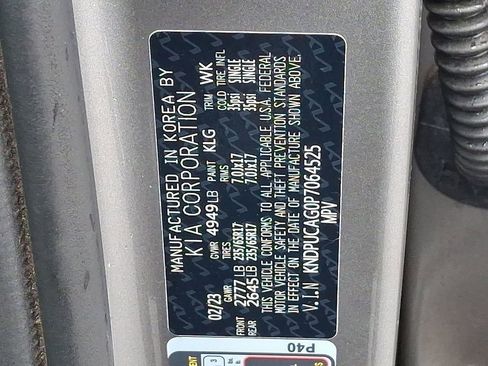 MANUFACTURED IN KOREA BY
KIA CORPORATION
02/23 GVWR 4949LB PAINT KLG TRIM WK
GAWR TIRES RIMS COLD TIRE INFL
FRONT 2771LB 235/65R17 7.0Jx17 35psi SINGLE
REAR 2645LB 235/65R17 7.0Jx17 35psi SINGLE
THIS VEHICLE CONFORMS TO ALL APPLICABLE U.S.A. FEDERAL
MOTOR VEHICLE SAFETY AND THEFT PREVENTION STANDARDS
IN EFFECT ON THE DATE OF MANUFACTURE SHOWN ABOVE.
V.I.N KNDPUCAG0P7064525
MPV
P40